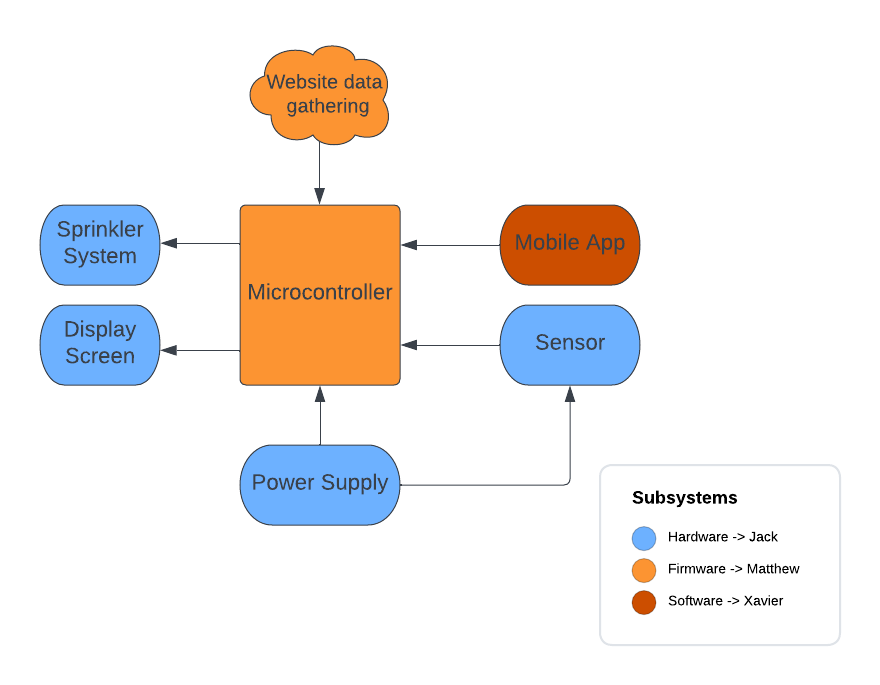 Website data
gathering
Sprinkler
System
Microcontroller
Mobile App
Display
Screen
Sensor
Power Supply
Subsystems
Hardware -> Jack
Firmware -> Matthew
Software -> Xavier